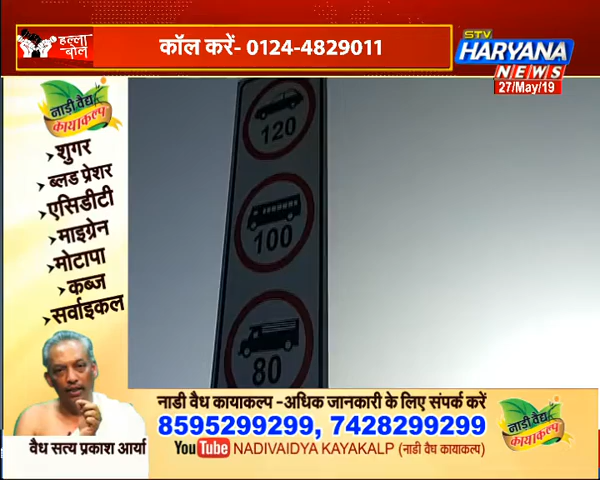 हल्ला
बोल
कॉल करें- 0124-4829011
STV
HARYANA
NEWS
27/May/19
नाडी वैद्य
कायाकल्प
शुगर
ब्लड प्रेशर
एसिडीटी
माइग्रेन
मोटापा
कब्ज
सर्वाइकल
120
100
80
वैध सत्य प्रकाश आर्या
नाडी वैध कायाकल्प -अधिक जानकारी के लिए संपर्क करें
8595299299, 7428299299
YouTube NADIVAIDYA KAYAKALP (नाडी वैध कायाकल्प)
नाडी वैद्य
कायाकल्प